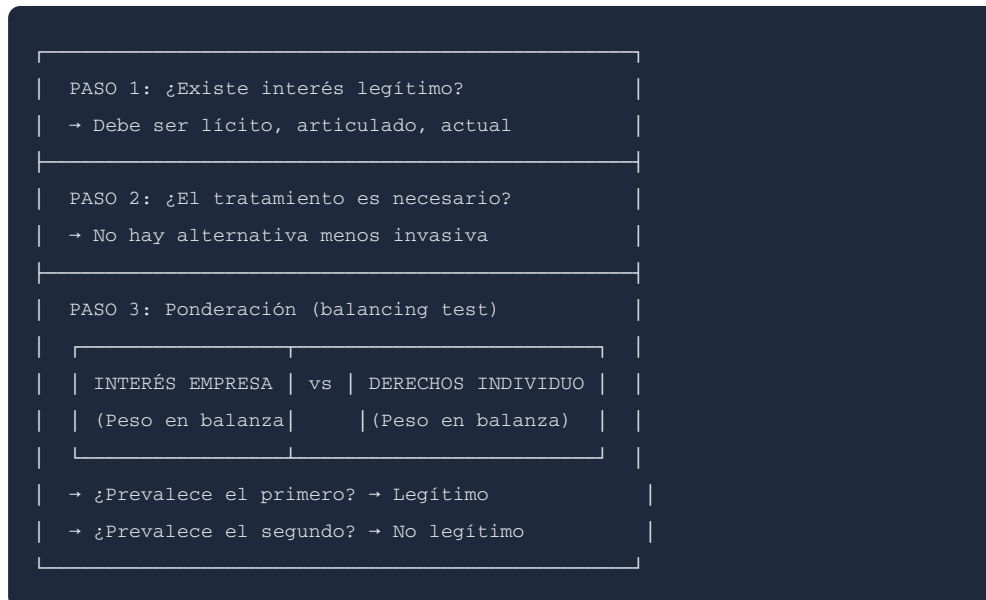 PASO 1: ¿Existe interés legítimo?
→ Debe ser lícito, articulado, actual
PASO 2: ¿El tratamiento es necesario?
→ No hay alternativa menos invasiva
PASO 3: Ponderación (balancing test)
INTERÉS EMPRESA | vs | DERECHOS INDIVIDUO
(Peso en balanza| |(Peso en balanza)
→ ¿Prevalece el primero? → Legítimo
→ ¿Prevalece el segundo? → No legítimo